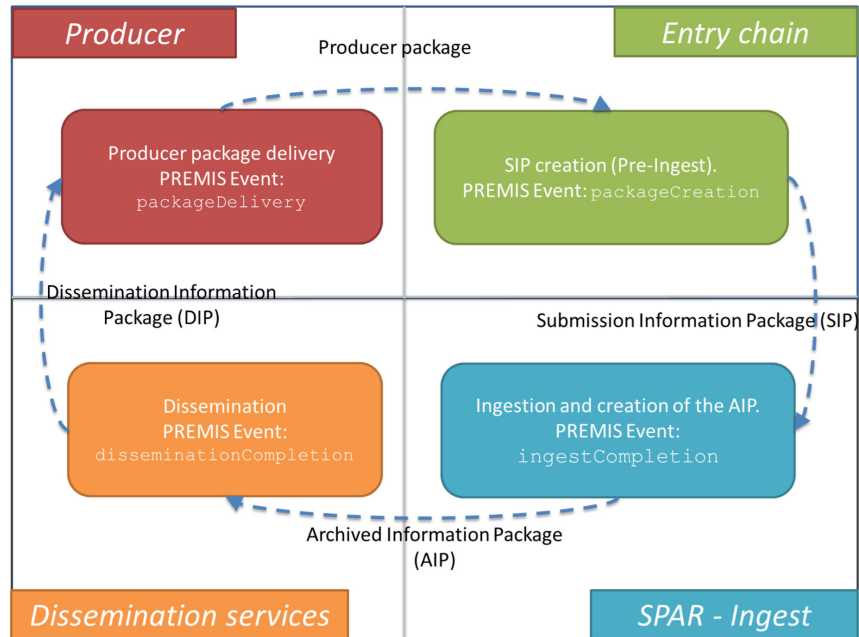 Producer
Producer package
Entry chain
Producer package delivery
PREMIS Event:
packageDelivery
SIP creation (Pre-Ingest).
PREMIS Event: packageCreation
Dissemination Information
Package (DIP)
Submission Information Package (SIP)
Dissemination
PREMIS Event:
disseminationCompletion
Ingestion and creation of the AIP.
PREMIS Event:
ingestCompletion
Archived Information Package
(AIP)
Dissemination services
SPAR - Ingest